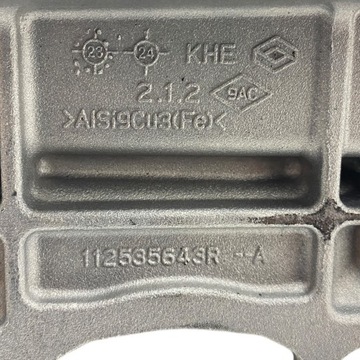 23 24 KHE
2.1.2 9AC
>AlSi9Cu3(Fe)<
112535643R --A